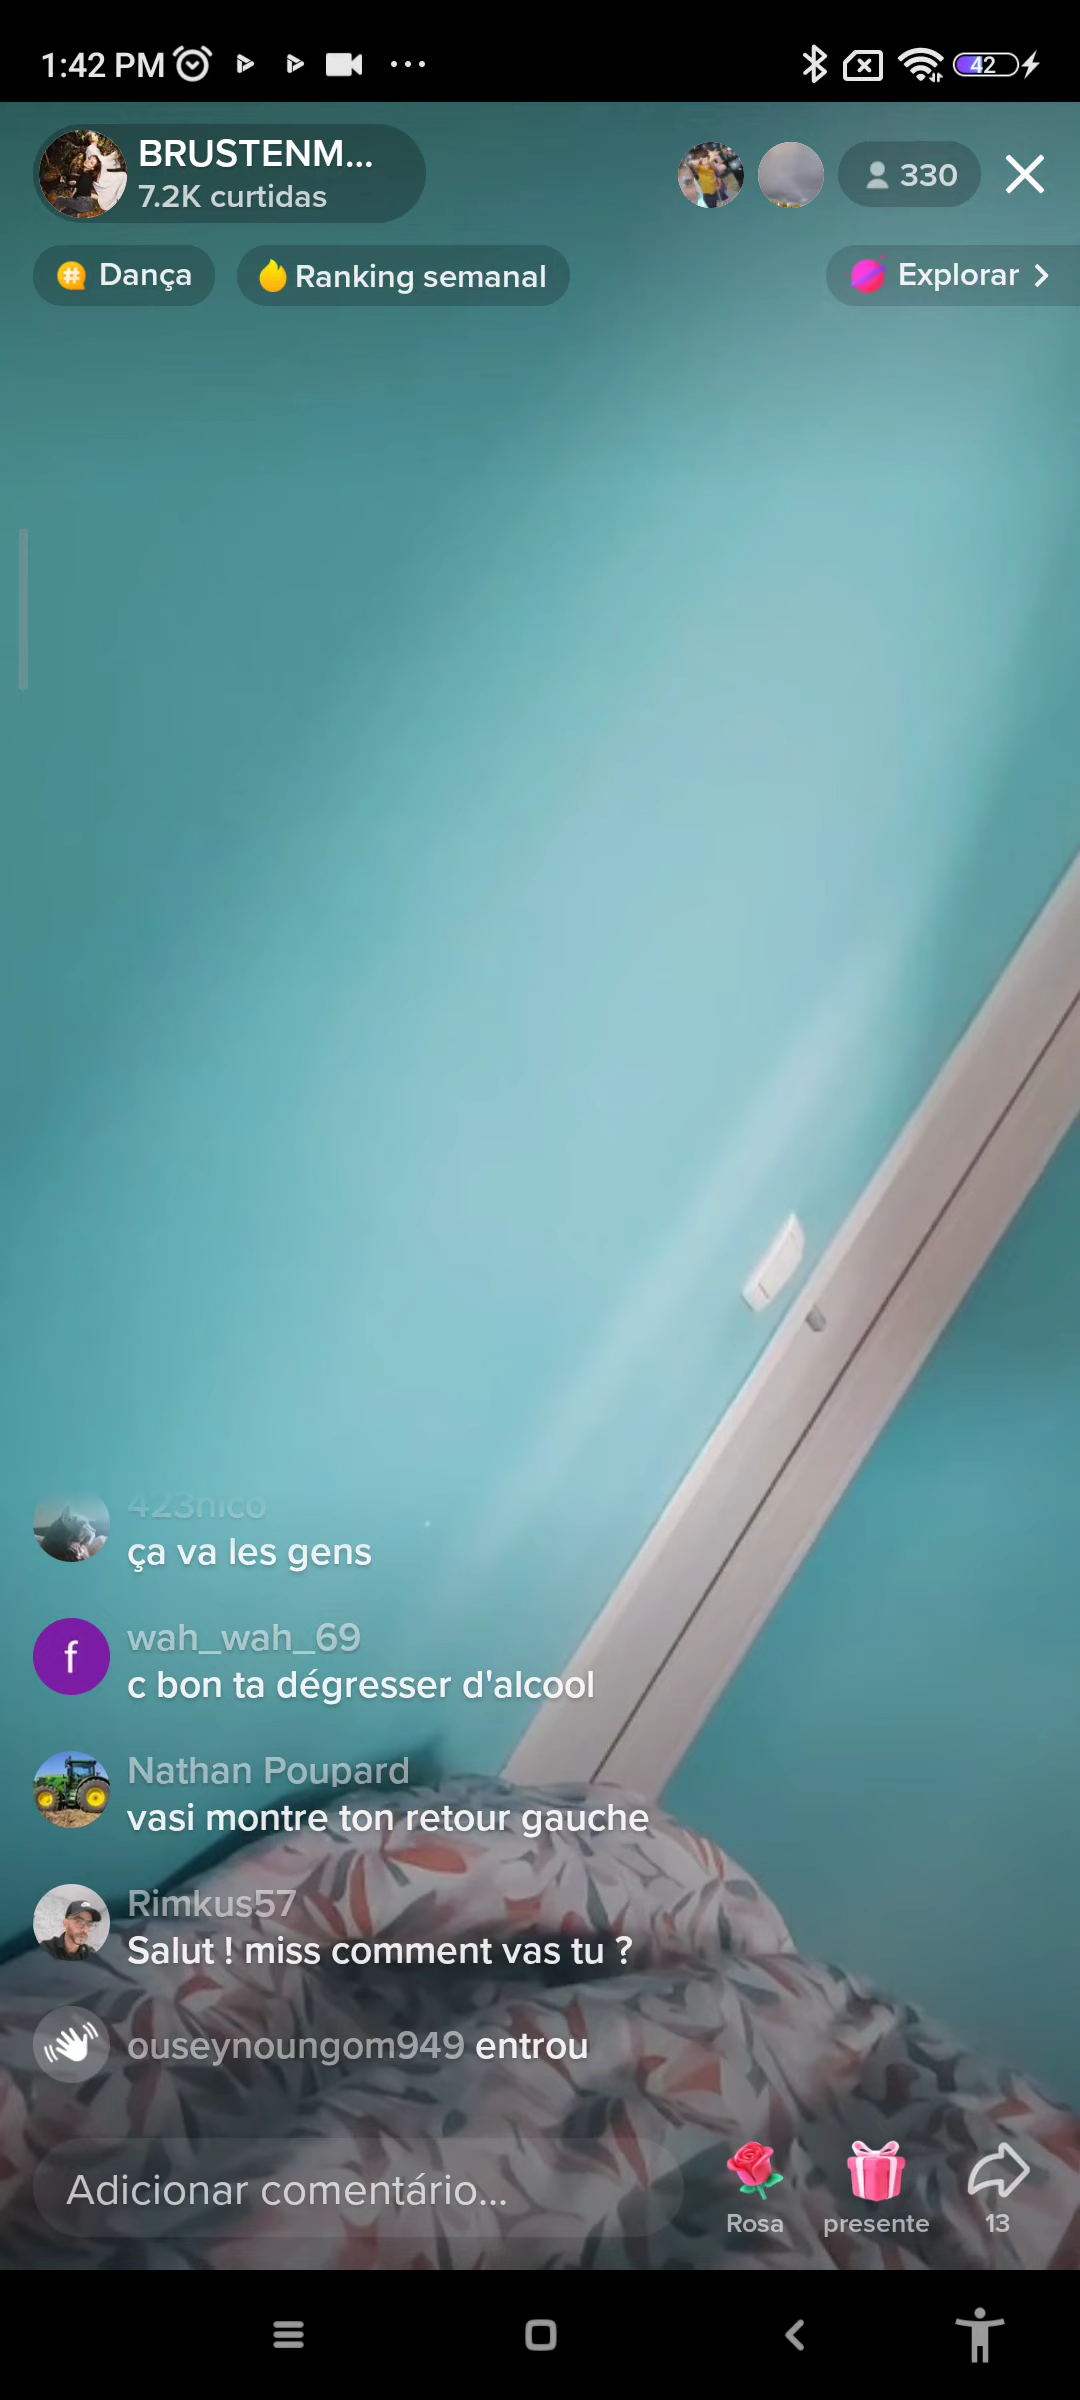 1:42 PM
42
BRUSTENM...
7.2K curtidas
330
Dança
Ranking semanal
Explorar
423nico
ça va les gens
f
wah_wah_69
c bon ta dégresser d'alcool
Nathan Poupard
vasi montre ton retour gauche
Rimkus57
Salut ! miss comment vas tu ?
ouseynoungom949 entrou
Adicionar comentário...
Rosa
presente
13